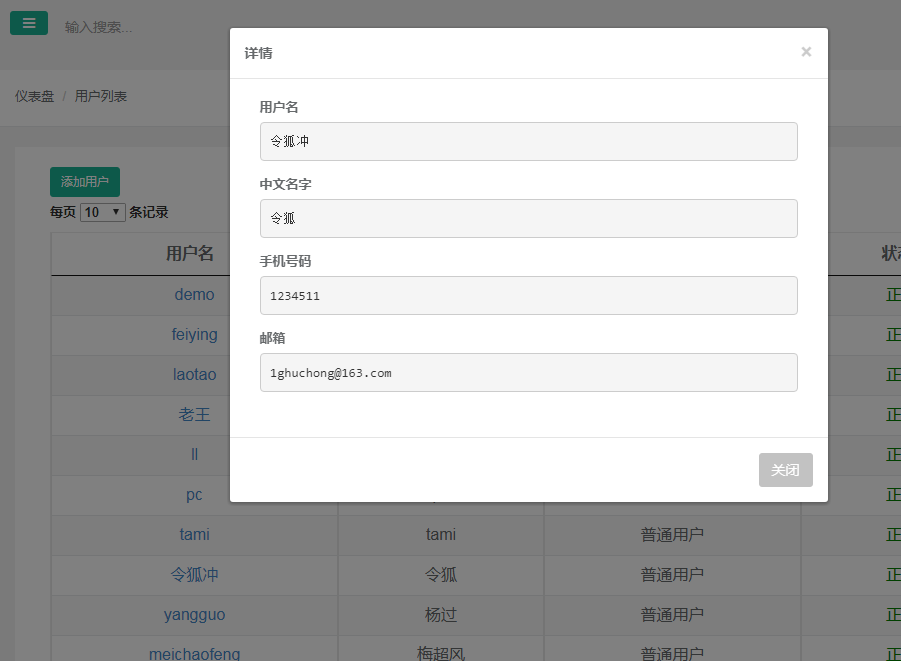 输入搜索...
仪表盘 / 用户列表
添加用户
每页 10 条记录
用户名
demo 正
feiying 正
laotao 正
老王 正
ll 正
pc 正
tami tami 普通用户 正
令狐冲 令狐 普通用户 正
yangguo 杨过 普通用户 正
meichaofeng 梅超风 普通用户 正
详情 ×
用户名
令狐冲
中文名字
令狐
手机号码
1234511
邮箱
1ghuchong@163.com
关闭